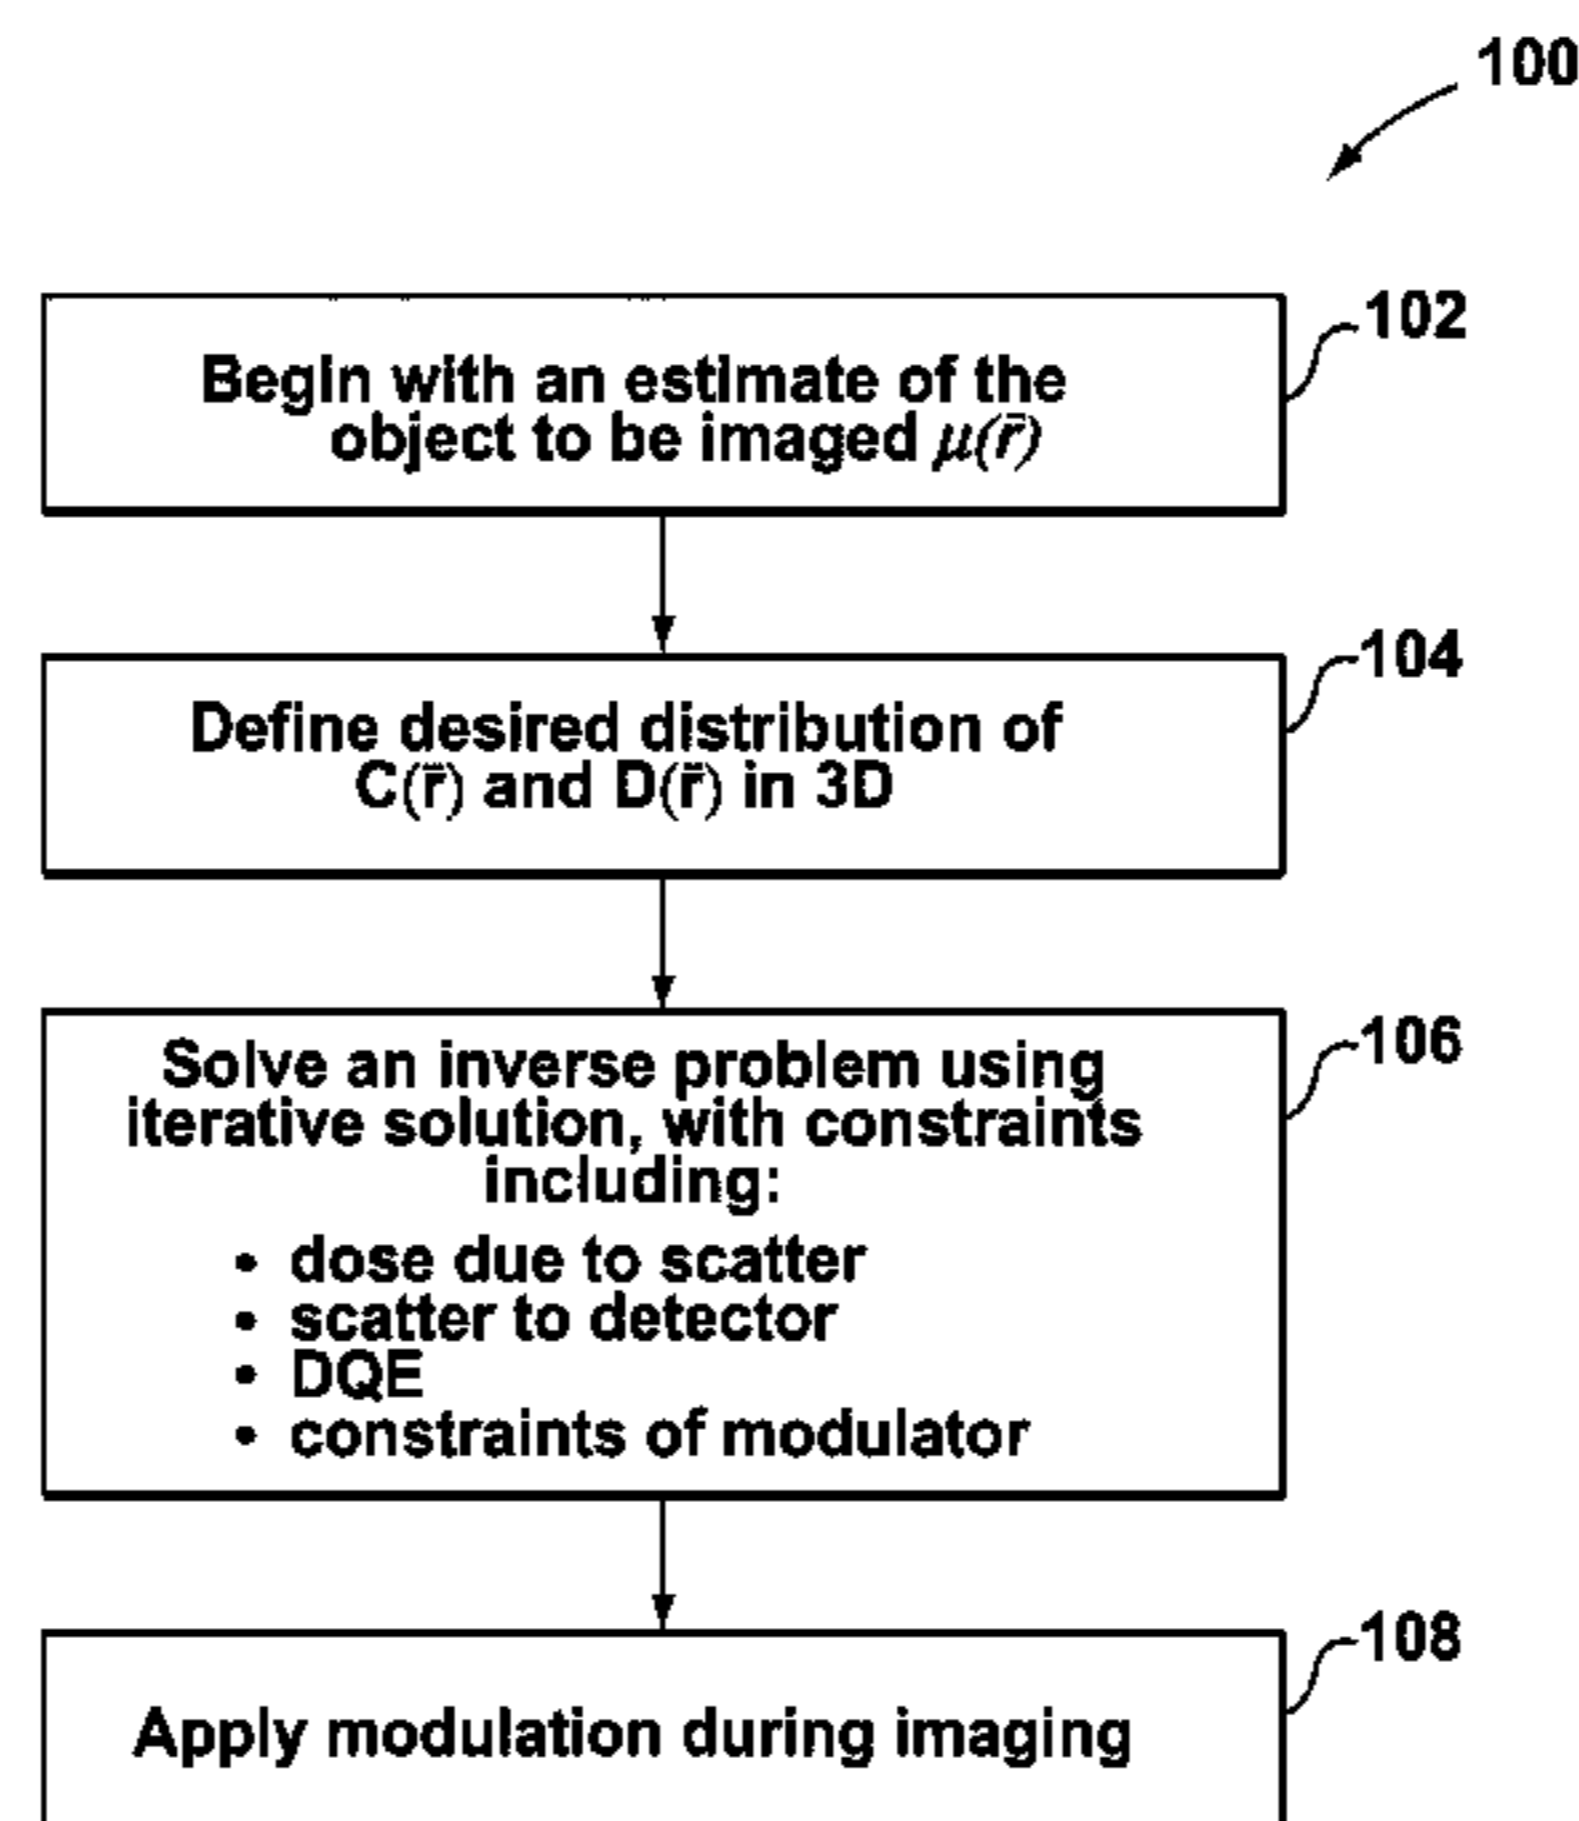 100
102
Begin with an estimate of the
object to be imaged μ(r̄)
104
Define desired distribution of
C(r̄) and D(r̄) in 3D
106
Solve an inverse problem using
iterative solution, with constraints
including:
• dose due to scatter
• scatter to detector
• DQE
• constraints of modulator
108
Apply modulation during imaging